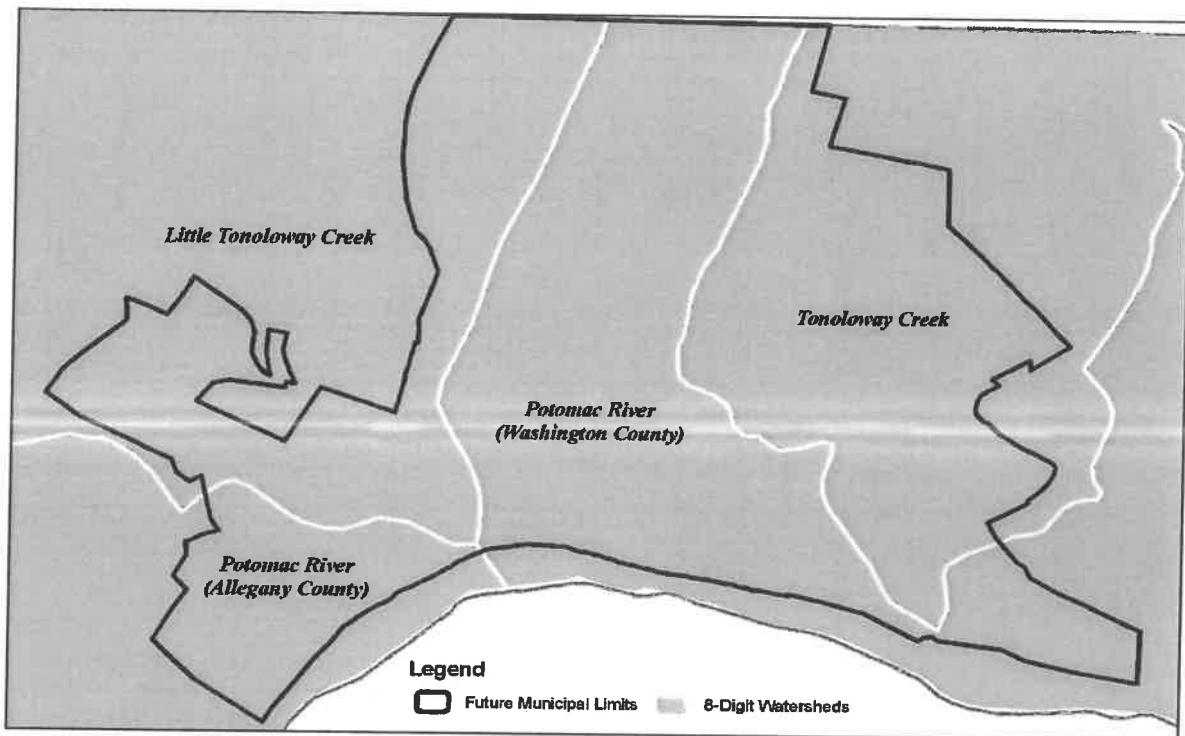 Little Tonoloway Creek
Tonoloway Creek
Potomac River
(Washington County)
Potomac River
(Allegany County)
Legend
Future Municipal Limits
8-Digit Watersheds